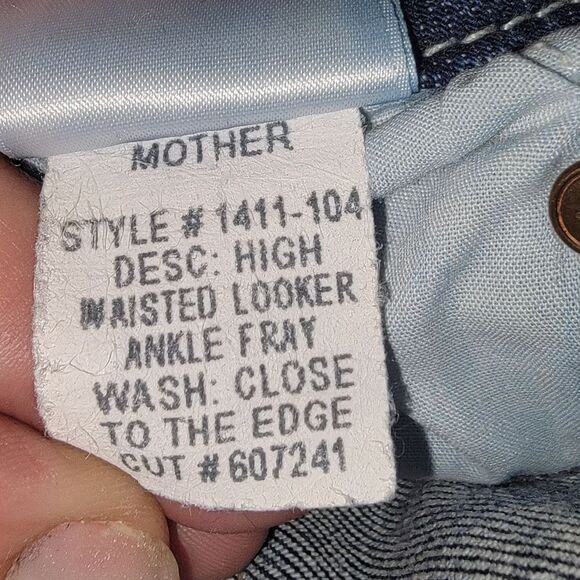 MOTHER
STYLE # 1411-104
DESC: HIGH
WAISTED LOOKER
ANKLE FRAY
WASH: CLOSE
TO THE EDGE
CUT # 607241